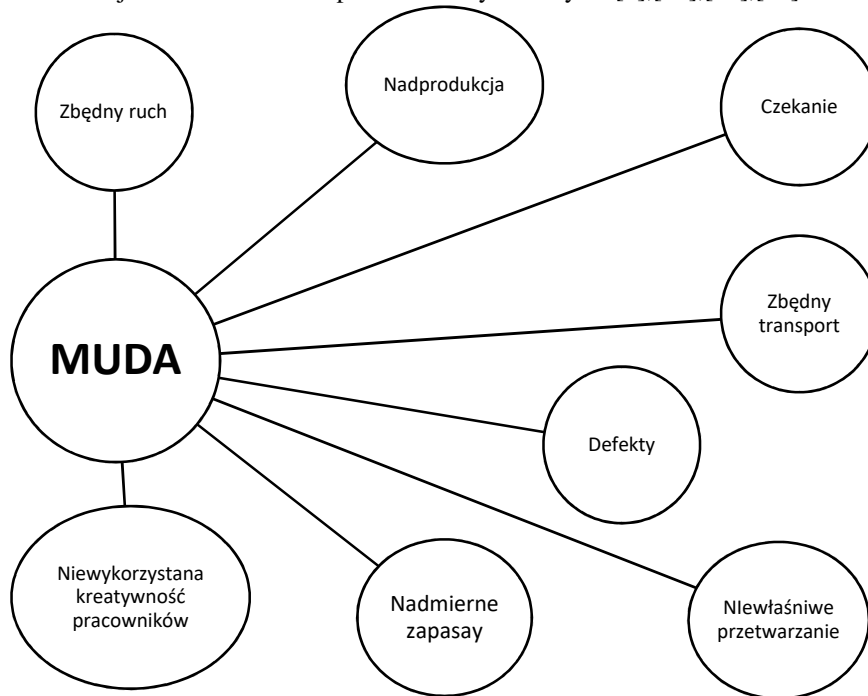 Zbędny ruch
Nadprodukcja
Czekanie
MUDA
Zbędny
transport
Defekty
Niewykorzystana
kreatywność
pracowników
Nadmierne
zapasay
NIewłaśniwe
przetwarzanie